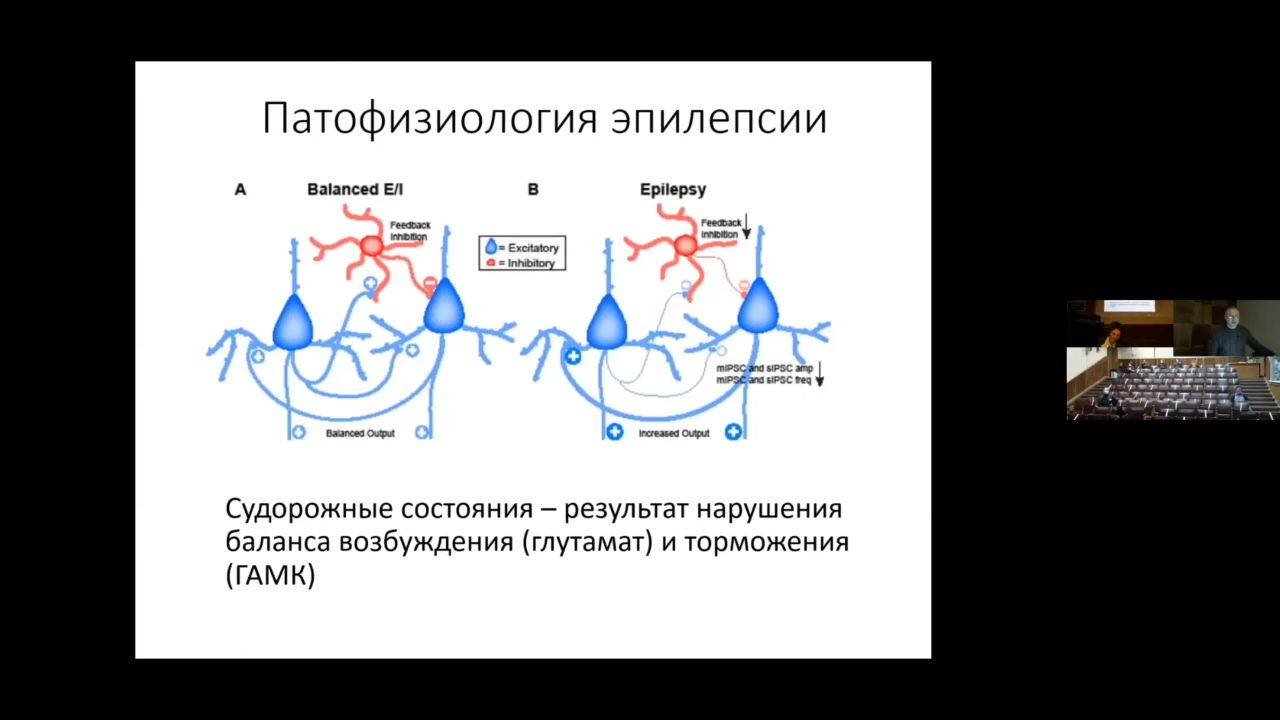 Патофизиология эпилепсии
A Balanced E/I
B Epilepsy
Feedback
Inhibition
= Excitatory
= Inhibitory
Feedback
Inhibition
mIPSC and sIPSC amp
mIPSC and sIPSC freq
Balanced Output
Increased Output
Судорожные состояния – результат нарушения
баланса возбуждения (глутамат) и торможения
(ГАМК)